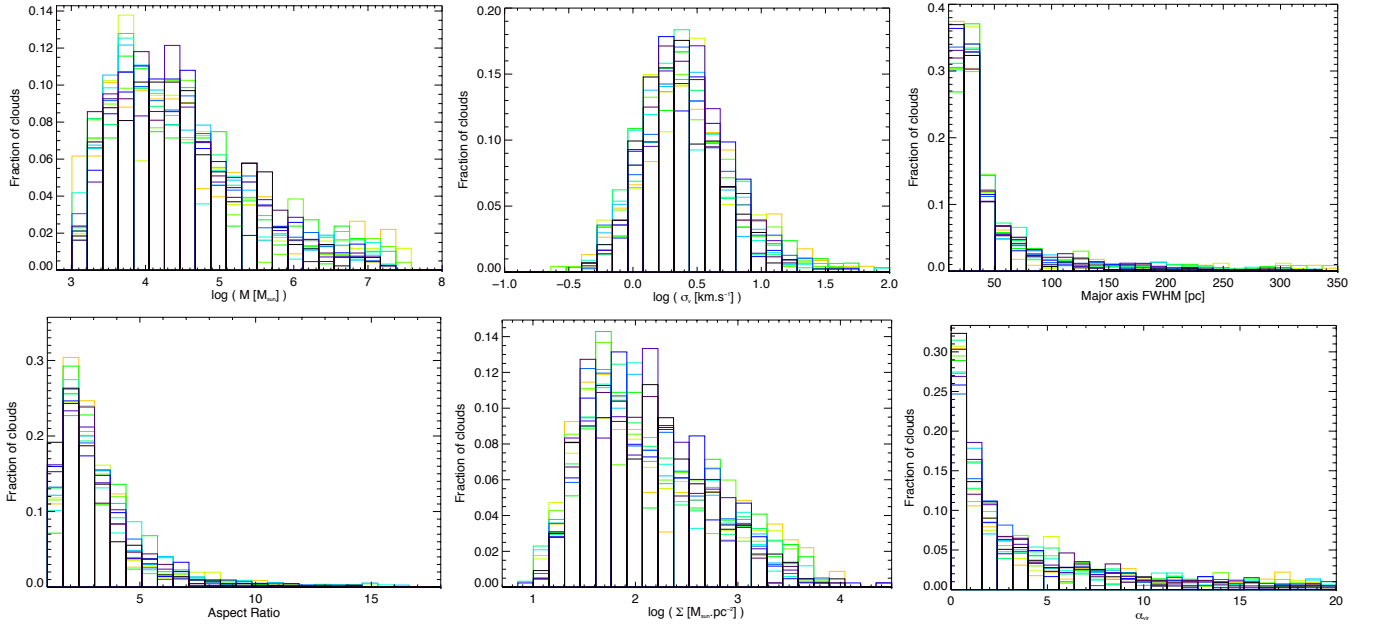 0.14
0.12
0.10
0.08
0.06
0.04
0.02
0.00
Fraction of clouds
3 4 5 6 7 8
log ( M [M_sun] )
0.20
0.15
0.10
0.05
0.00
Fraction of clouds
−1.0 −0.5 0.0 0.5 1.0 1.5 2.0
log ( σ_v [km.s⁻¹] )
0.4
0.3
0.2
0.1
0.0
Fraction of clouds
50 100 150 200 250 300 350
Major axis FWHM [pc]
0.3
0.2
0.1
0.0
Fraction of clouds
5 10 15
Aspect Ratio
0.14
0.12
0.10
0.08
0.06
0.04
0.02
0.00
Fraction of clouds
1 2 3 4
log ( Σ [M_sun.pc⁻²] )
0.30
0.25
0.20
0.15
0.10
0.05
0.00
Fraction of clouds
0 5 10 15 20
α_vir